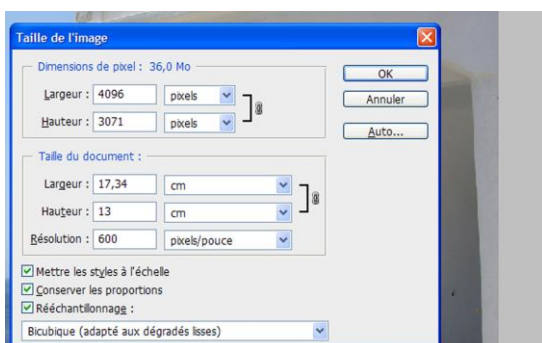 Taille de l'image
Dimensions de pixel : 36,0 Mo
Largeur : 4096 pixels
Hauteur : 3071 pixels
Taille du document :
Largeur : 17,34 cm
Hauteur : 13 cm
Résolution : 600 pixels/pouce
Mettre les styles à l'échelle
Conserver les proportions
Rééchantillonnage :
Bicubique (adapté aux dégradés lisses)
OK
Annuler
Auto...